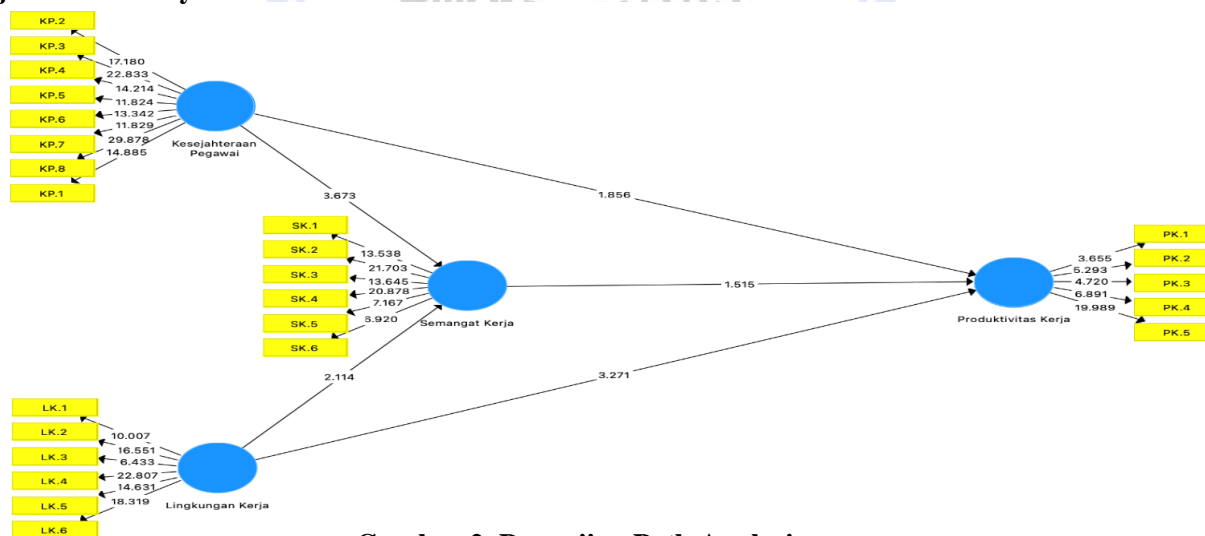 KP.2
KP.3
KP.4
KP.5
KP.6
KP.7
KP.8
KP.1
17.180
22.833
14.214
11.824
13.342
11.829
29.878
14.885
Kesejahteraan
Pegawai
3.673
1.856
SK.1
SK.2
SK.3
SK.4
SK.5
SK.6
13.538
21.703
13.645
20.878
7.167
Semangat Kerja
1.515
PK.1
PK.2
PK.3
PK.4
PK.5
3.655
5.293
4.720
6.891
19.989
Produktivitas Kerja
2.114
3.271
LK.1
LK.2
LK.3
LK.4
LK.5
LK.6
10.007
16.551
6.433
22.807
14.631
18.319
Lingkungan Kerja